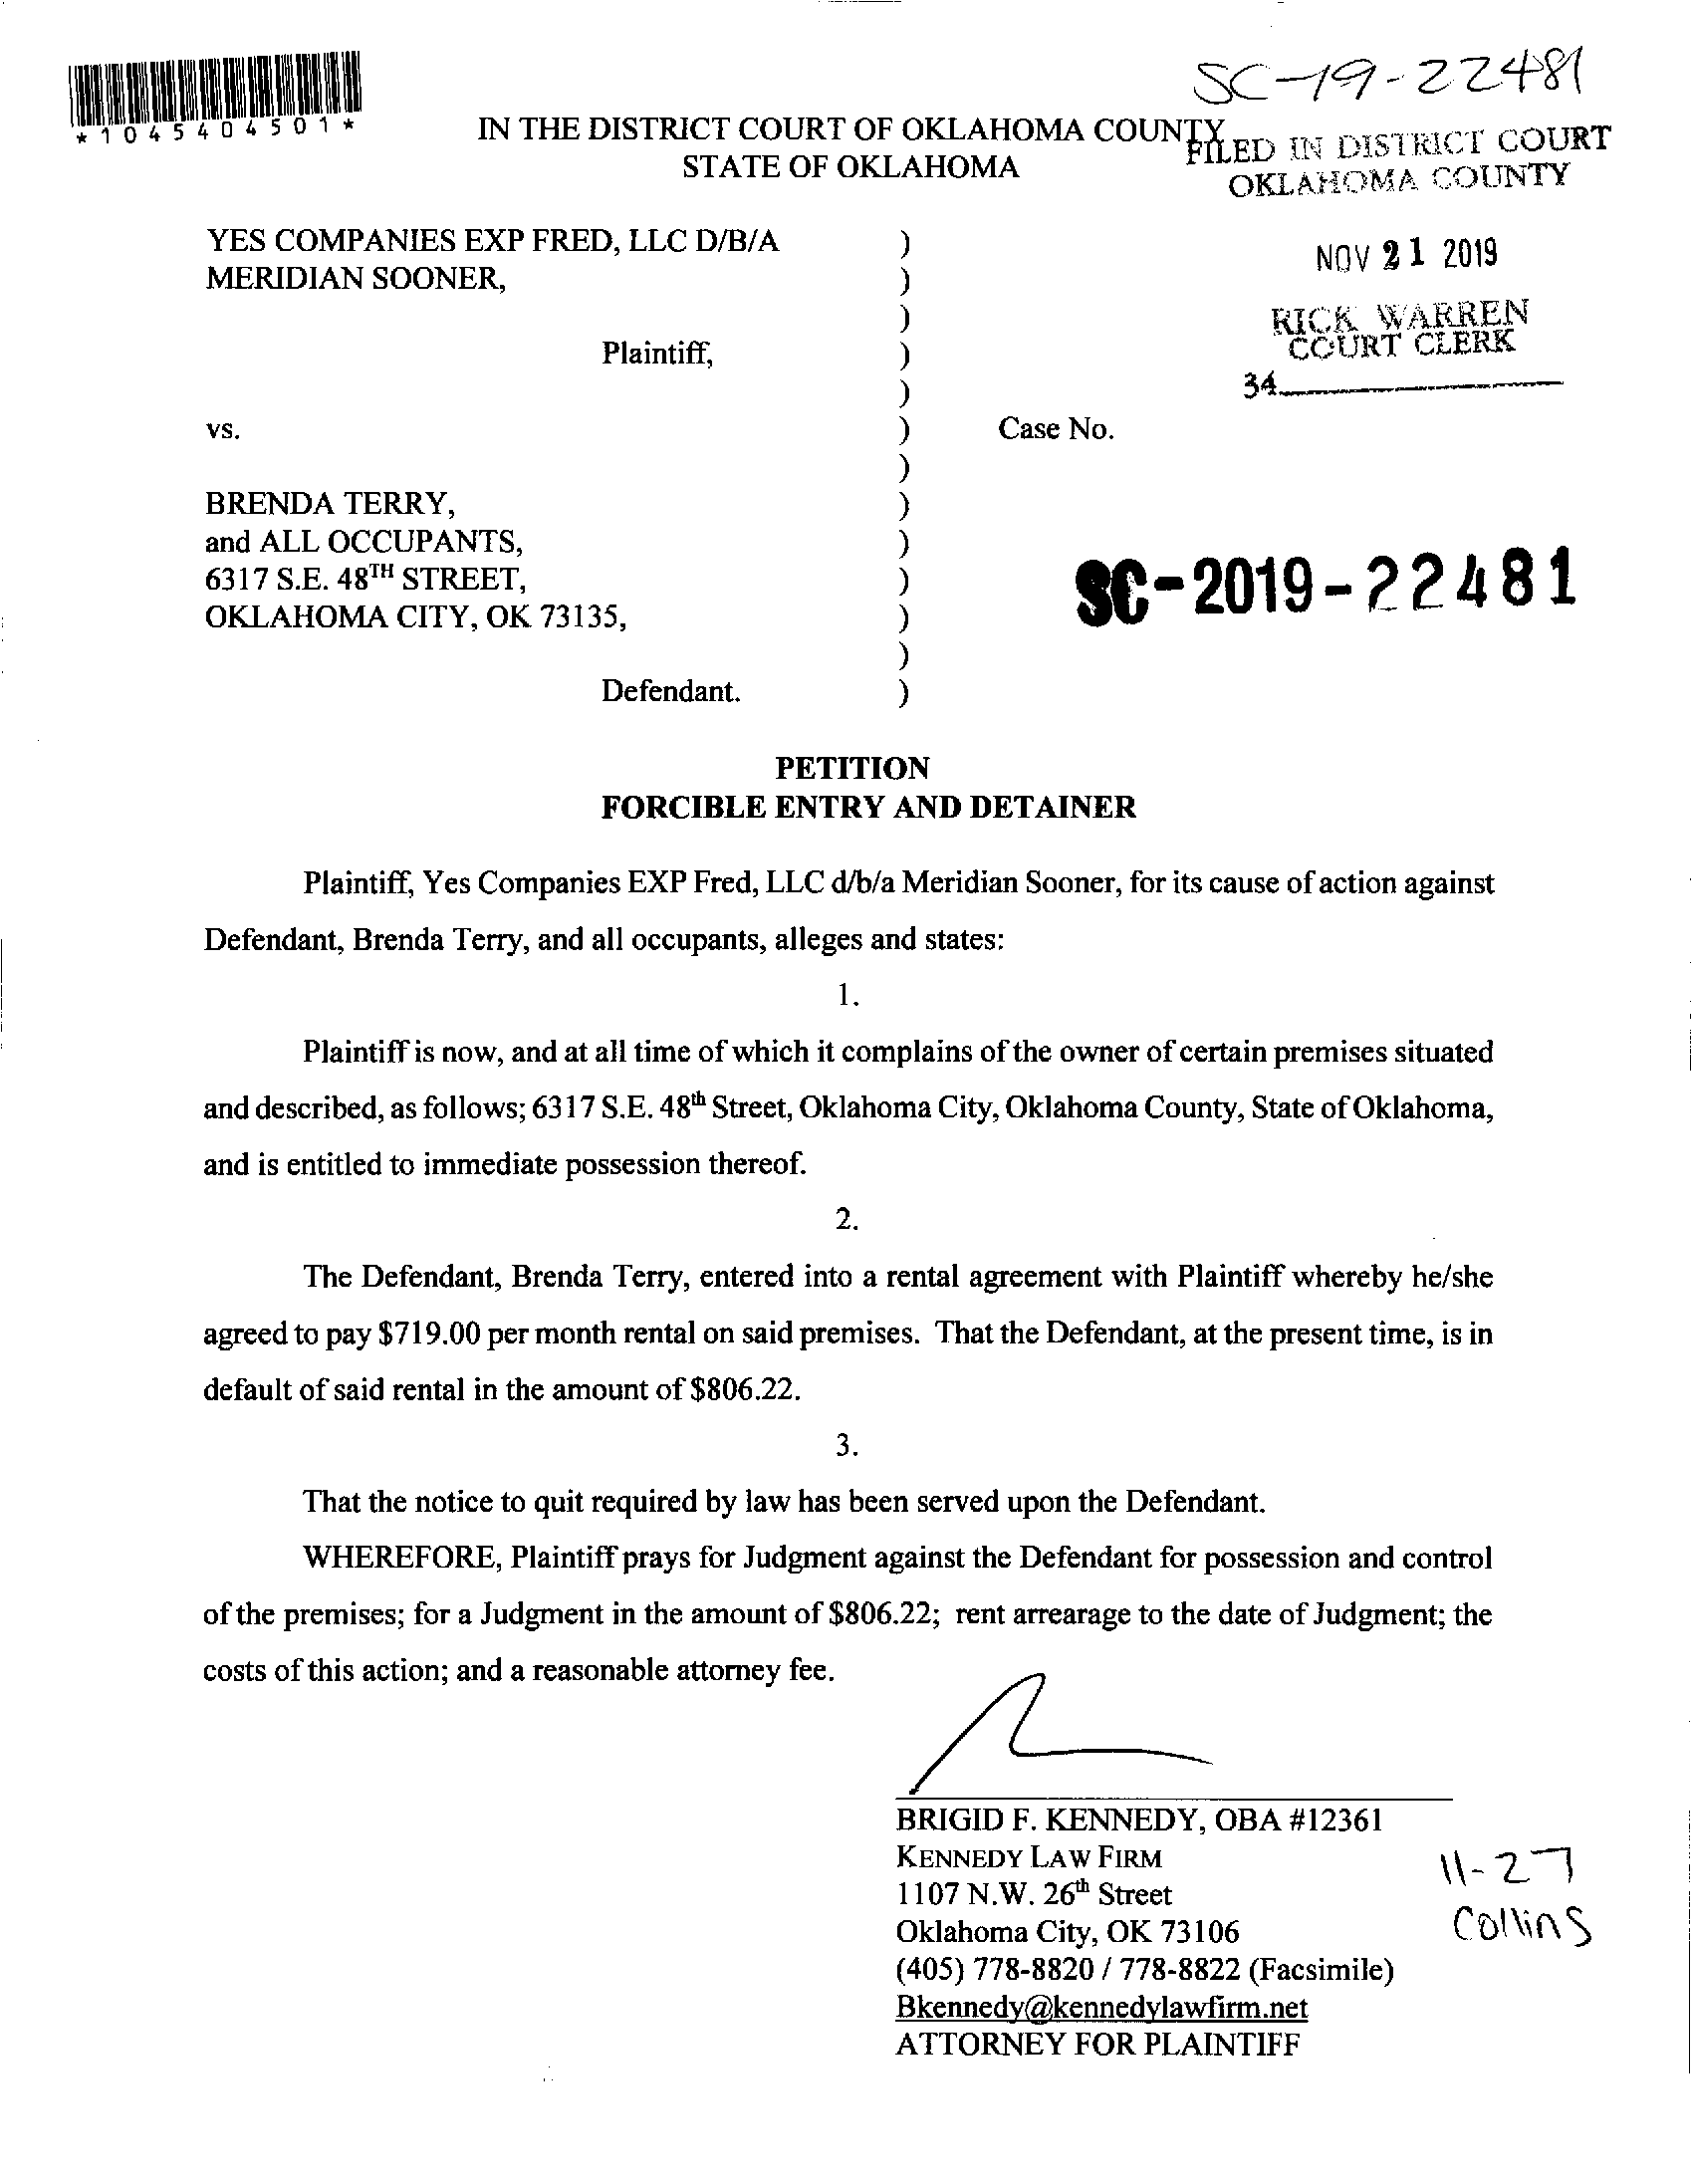 SC-19-22481
*1045404501*
IN THE DISTRICT COURT OF OKLAHOMA COUNTY
STATE OF OKLAHOMA
FILED IN DISTRICT COURT
OKLAHOMA COUNTY
NOV 21 2019
RICK WARREN
COURT CLERK
34
YES COMPANIES EXP FRED, LLC D/B/A )
MERIDIAN SOONER, )
)
Plaintiff, )
)
vs. ) Case No.
)
BRENDA TERRY, )
and ALL OCCUPANTS, )
6317 S.E. 48TH STREET, )
OKLAHOMA CITY, OK 73135, )
)
Defendant. )
SC-2019-22481
PETITION
FORCIBLE ENTRY AND DETAINER
Plaintiff, Yes Companies EXP Fred, LLC d/b/a Meridian Sooner, for its cause of action against
Defendant, Brenda Terry, and all occupants, alleges and states:
1.
Plaintiff is now, and at all time of which it complains of the owner of certain premises situated
and described, as follows; 6317 S.E. 48th Street, Oklahoma City, Oklahoma County, State of Oklahoma,
and is entitled to immediate possession thereof.
2.
The Defendant, Brenda Terry, entered into a rental agreement with Plaintiff whereby he/she
agreed to pay $719.00 per month rental on said premises. That the Defendant, at the present time, is in
default of said rental in the amount of $806.22.
3.
That the notice to quit required by law has been served upon the Defendant.
WHEREFORE, Plaintiff prays for Judgment against the Defendant for possession and control
of the premises; for a Judgment in the amount of $806.22; rent arrearage to the date of Judgment; the
costs of this action; and a reasonable attorney fee.
BRIGID F. KENNEDY, OBA #12361
KENNEDY LAW FIRM
1107 N.W. 26th Street
Oklahoma City, OK 73106
(405) 778-8820 / 778-8822 (Facsimile)
Bkennedy@kennedylawfirm.net
ATTORNEY FOR PLAINTIFF
11-27
Collins